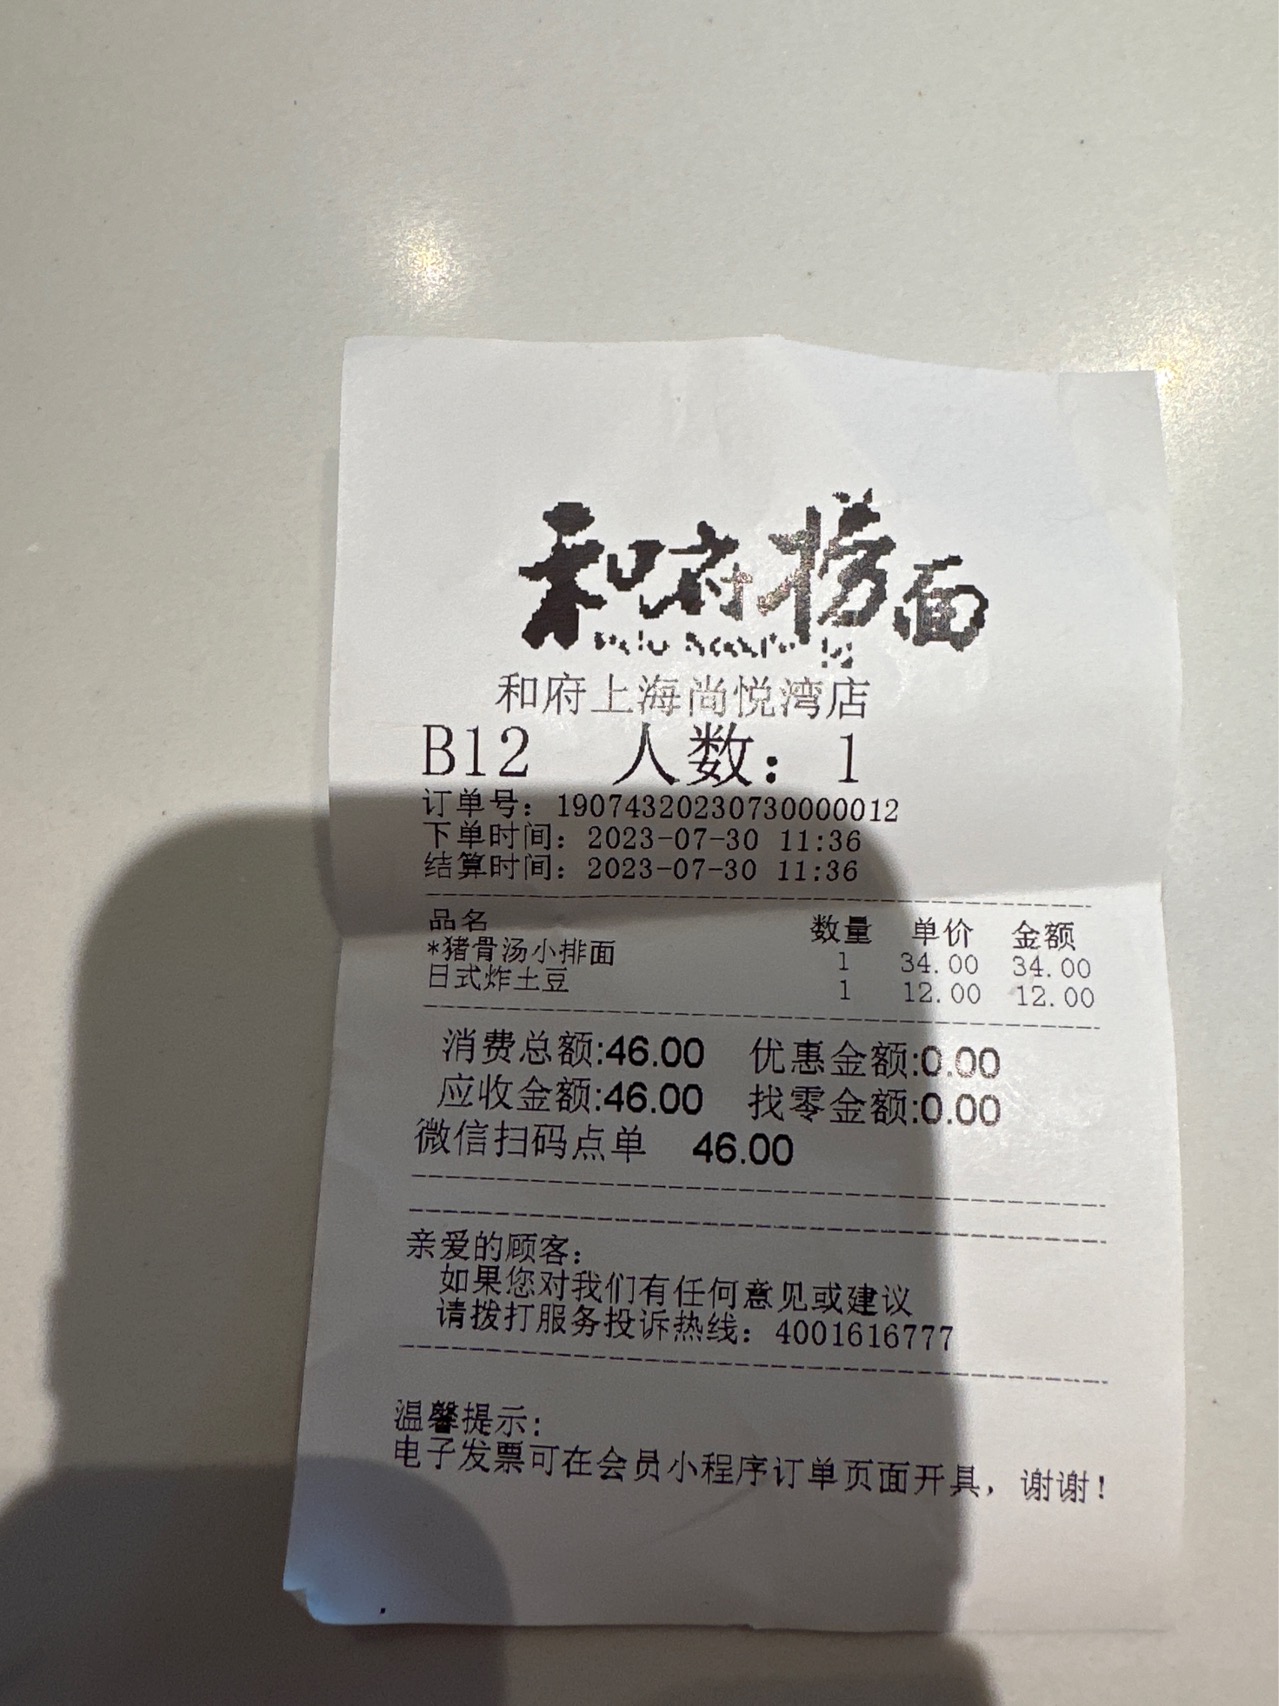 和府捞面
和府上海尚悦湾店
B12 人数: 1
订单号: 19074320230730000012
下单时间: 2023-07-30 11:36
结算时间: 2023-07-30 11:36
品名 数量 单价 金额
*猪骨汤小排面 1 34.00 34.00
日式炸土豆 1 12.00 12.00
消费总额:46.00 优惠金额:0.00
应收金额:46.00 找零金额:0.00
微信扫码点单 46.00
亲爱的顾客:
如果您对我们有任何意见或建议
请拨打服务投诉热线: 4001616777
温馨提示:
电子发票可在会员小程序订单页面开具，谢谢!